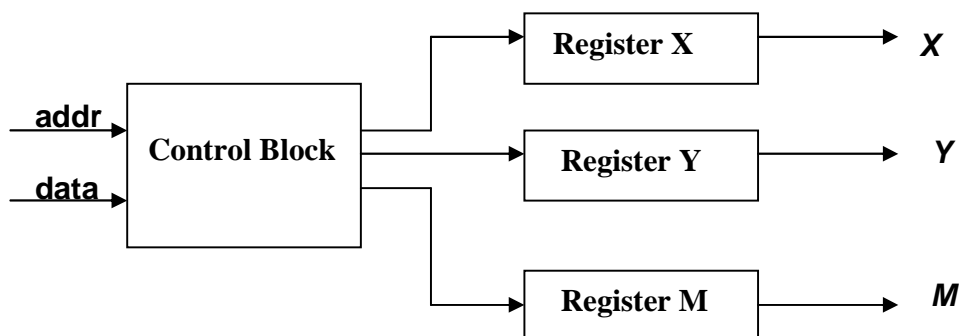 Register X
X
addr
Control Block
Register Y
Y
data
Register M
M